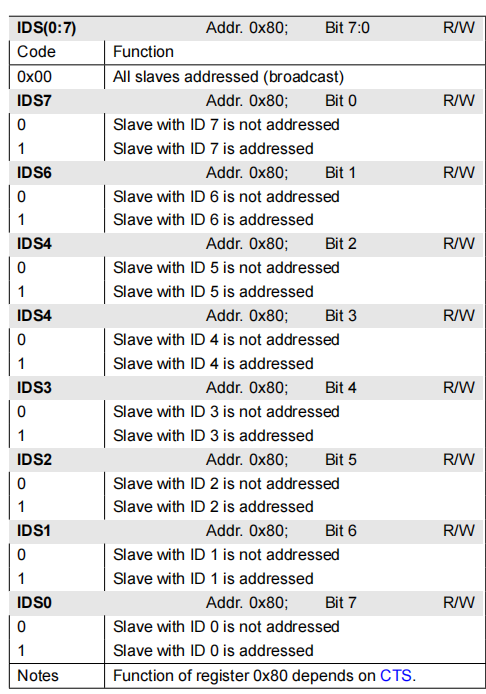 IDS(0:7) Addr. 0x80; Bit 7:0 R/W
Code Function
0x00 All slaves addressed (broadcast)
IDS7 Addr. 0x80; Bit 0 R/W
0 Slave with ID 7 is not addressed
1 Slave with ID 7 is addressed
IDS6 Addr. 0x80; Bit 1 R/W
0 Slave with ID 6 is not addressed
1 Slave with ID 6 is addressed
IDS4 Addr. 0x80; Bit 2 R/W
0 Slave with ID 5 is not addressed
1 Slave with ID 5 is addressed
IDS4 Addr. 0x80; Bit 3 R/W
0 Slave with ID 4 is not addressed
1 Slave with ID 4 is addressed
IDS3 Addr. 0x80; Bit 4 R/W
0 Slave with ID 3 is not addressed
1 Slave with ID 3 is addressed
IDS2 Addr. 0x80; Bit 5 R/W
0 Slave with ID 2 is not addressed
1 Slave with ID 2 is addressed
IDS1 Addr. 0x80; Bit 6 R/W
0 Slave with ID 1 is not addressed
1 Slave with ID 1 is addressed
IDS0 Addr. 0x80; Bit 7 R/W
0 Slave with ID 0 is not addressed
1 Slave with ID 0 is addressed
Notes Function of register 0x80 depends on CTS.